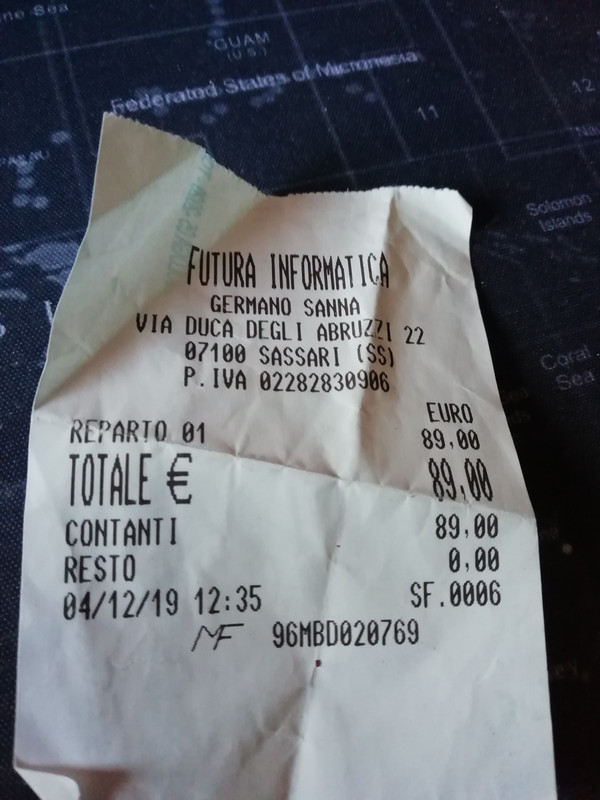 Sea
GUAM
(U.S.)
Federated States of Micronesia
11
12
Solomon
Islands
Coral
Sea
FUTURA INFORMATICA
GERMANO SANNA
VIA DUCA DEGLI ABRUZZI 22
07100 SASSARI (SS)
P.IVA 02282830906
EURO
REPARTO 01 89,00
TOTALE € 89,00
CONTANTI 89,00
RESTO 0,00
04/12/19 12:35 SF.0006
MF 96MBD020769